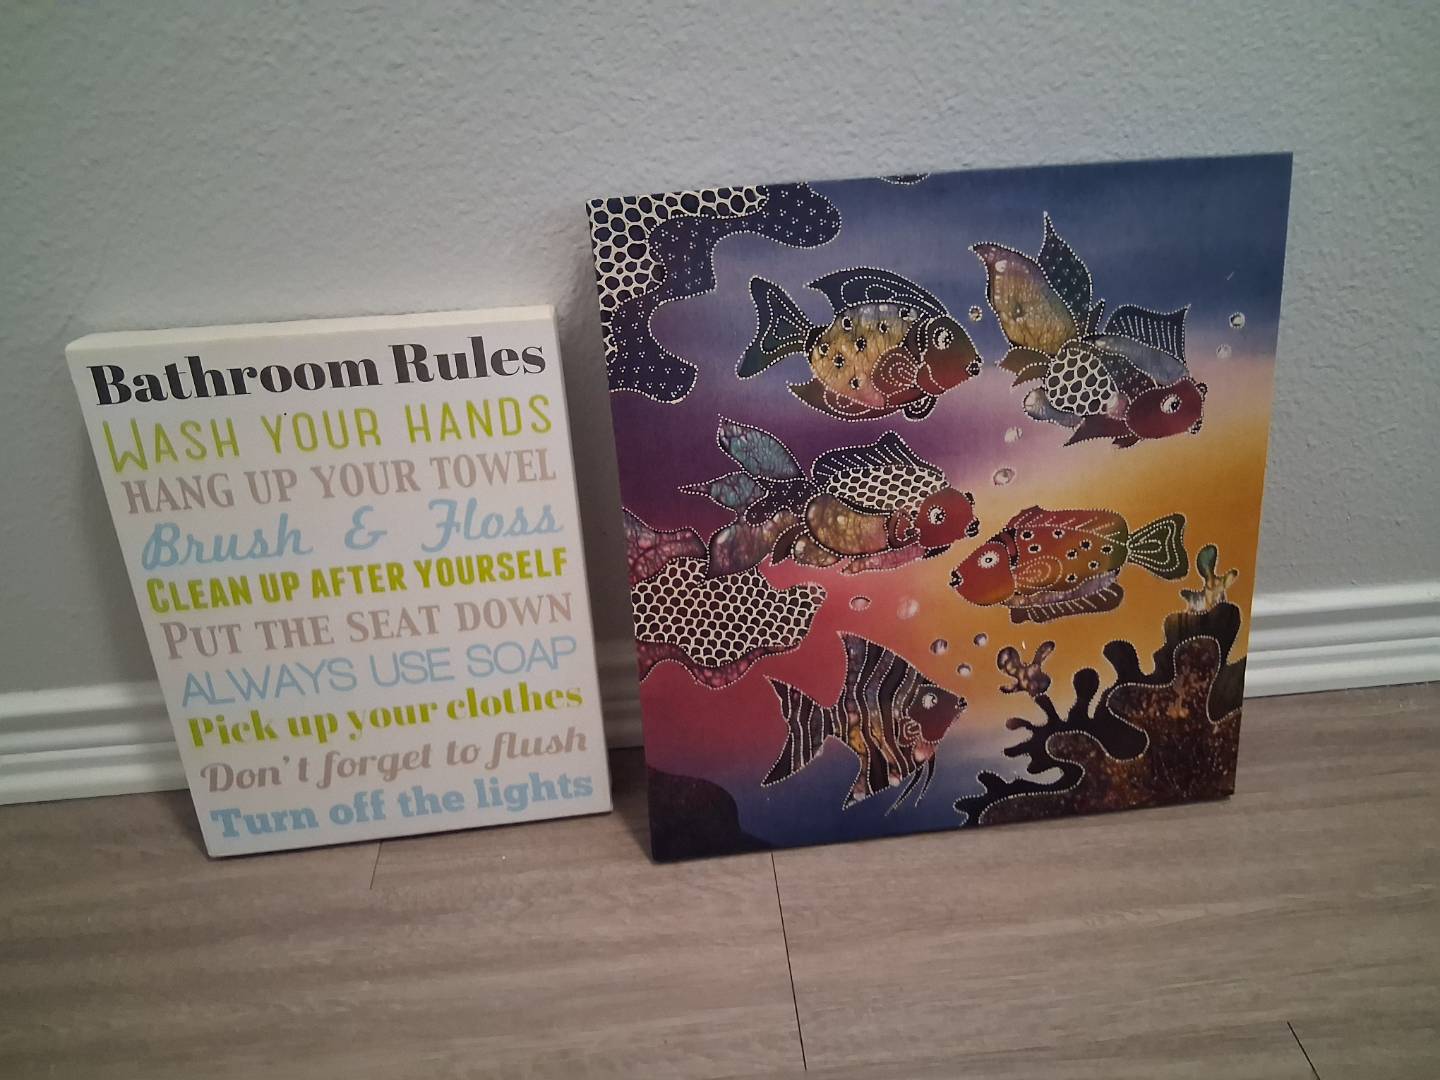 Bathroom Rules
WASH YOUR HANDS
HANG UP YOUR TOWEL
Brush & Floss
CLEAN UP AFTER YOURSELF
PUT THE SEAT DOWN
ALWAYS USE SOAP
Pick up your clothes
Don't forget to flush
Turn off the lights